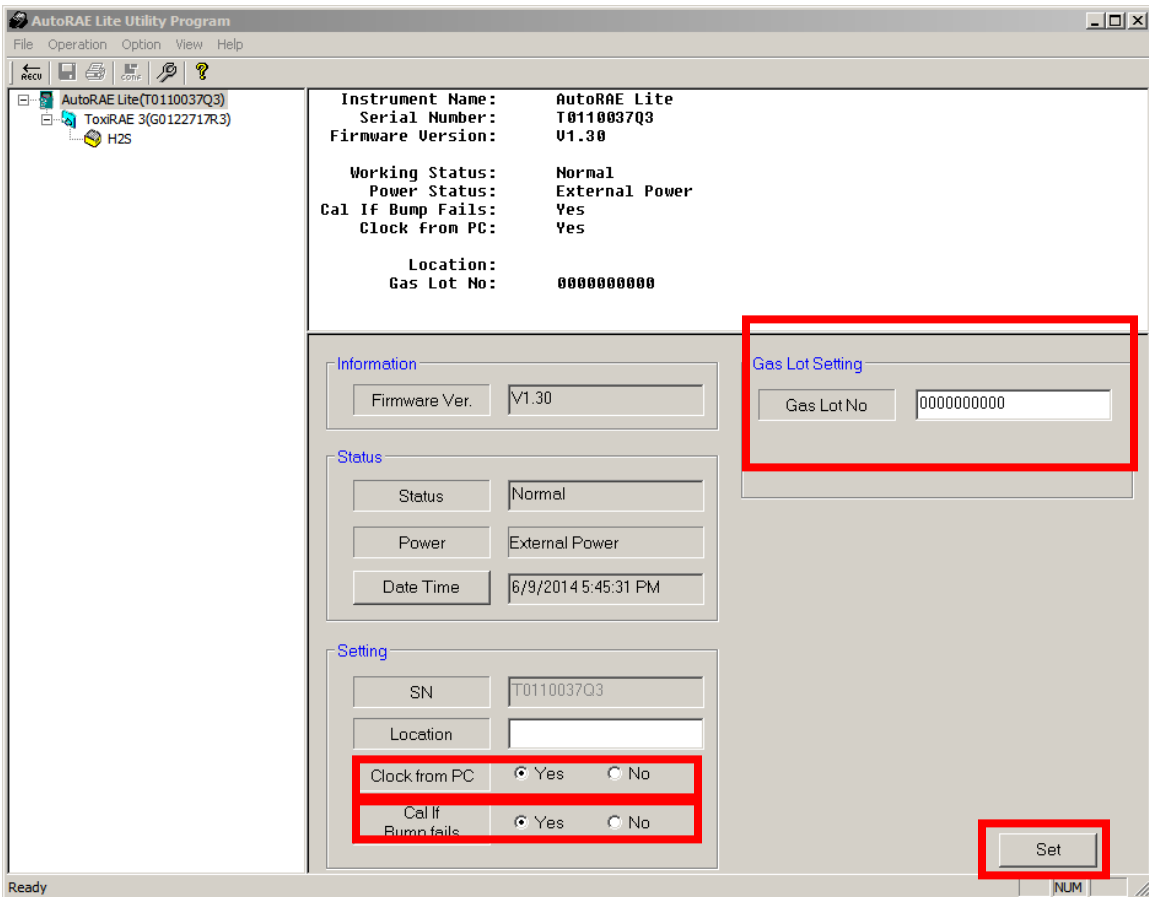 AutoRAE Lite Utility Program
File Operation Option View Help
RECV CONF
AutoRAE Lite(T0110037Q3)
ToxiRAE 3(G0122717R3)
H2S
Instrument Name: AutoRAE Lite
Serial Number: T0110037Q3
Firmware Version: V1.30
Working Status: Normal
Power Status: External Power
Cal If Bump Fails: Yes
Clock from PC: Yes
Location:
Gas Lot No: 0000000000
Information
Firmware Ver. V1.30
Status
Status Normal
Power External Power
Date Time 6/9/2014 5:45:31 PM
Setting
SN T0110037Q3
Location
Clock from PC Yes No
Cal If
Bump fails Yes No
Gas Lot Setting
Gas Lot No 0000000000
Set
Ready NUM